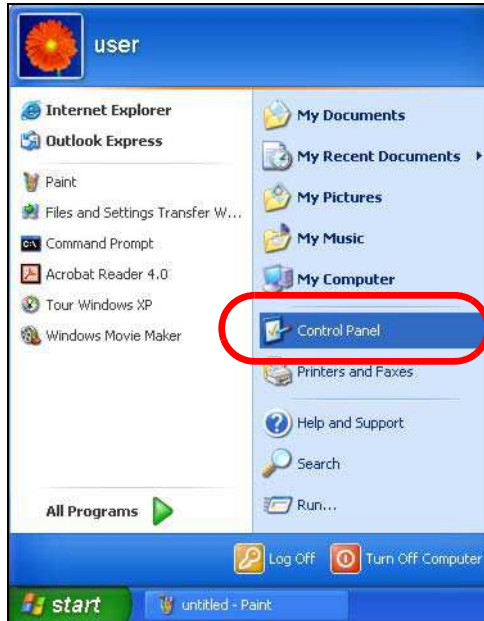 user
Internet Explorer
Outlook Express
Paint
Files and Settings Transfer W...
C:\
Command Prompt
Acrobat Reader 4.0
Tour Windows XP
Windows Movie Maker
All Programs
My Documents
My Recent Documents
My Pictures
My Music
My Computer
Control Panel
Printers and Faxes
Help and Support
Search
Run...
Log Off
Turn Off Computer
start
untitled - Paint